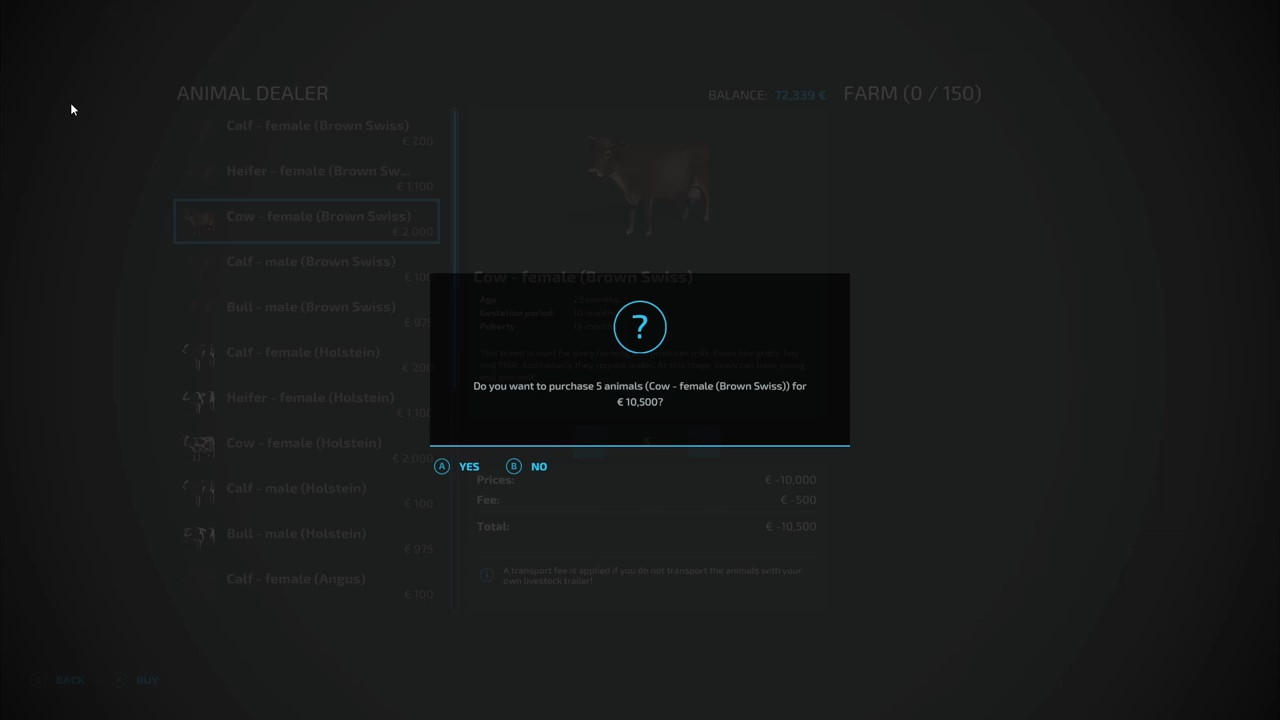 ANIMAL DEALER
BALANCE: 72,339 €
FARM (0 / 150)
Calf - female (Brown Swiss)
€ 200
Heifer - female (Brown Sw...
€ 1,100
Cow - female (Brown Swiss)
€ 2,000
Calf - male (Brown Swiss)
€ 100
Bull - male (Brown Swiss)
€ 975
Calf - female (Holstein)
€ 200
Heifer - female (Holstein)
€ 1,100
Cow - female (Holstein)
€ 2,000
Calf - male (Holstein)
€ 100
Bull - male (Holstein)
€ 975
Calf - female (Angus)
€ 100
Cow - female (Brown Swiss)
Age
Gestation period
Puberty
?
Do you want to purchase 5 animals (Cow - female (Brown Swiss)) for
€ 10,500?
A YES B NO
Prices: € -10,000
Fee: € -500
Total: € -10,500
A transport fee is applied if you do not transport the animals with your
own livestock trailer!
BACK BUY